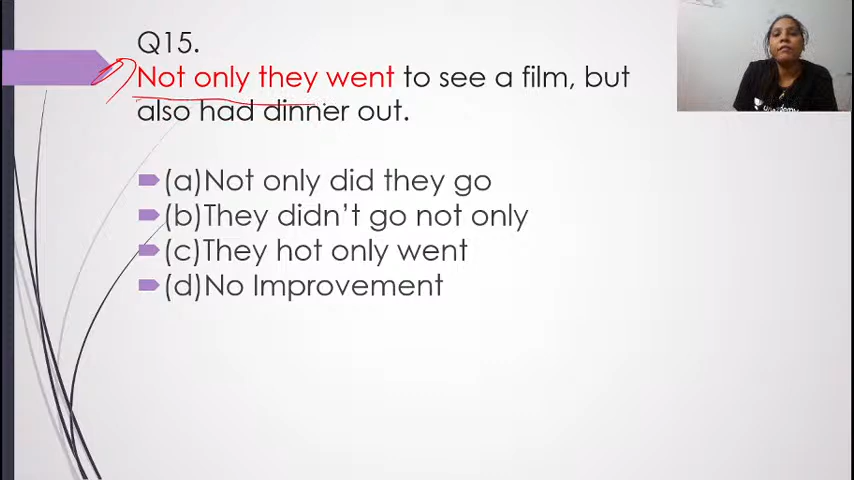 Q15.
Not only they went to see a film, but
also had dinner out.
(a)Not only did they go
(b)They didn't go not only
(c)They hot only went
(d)No Improvement